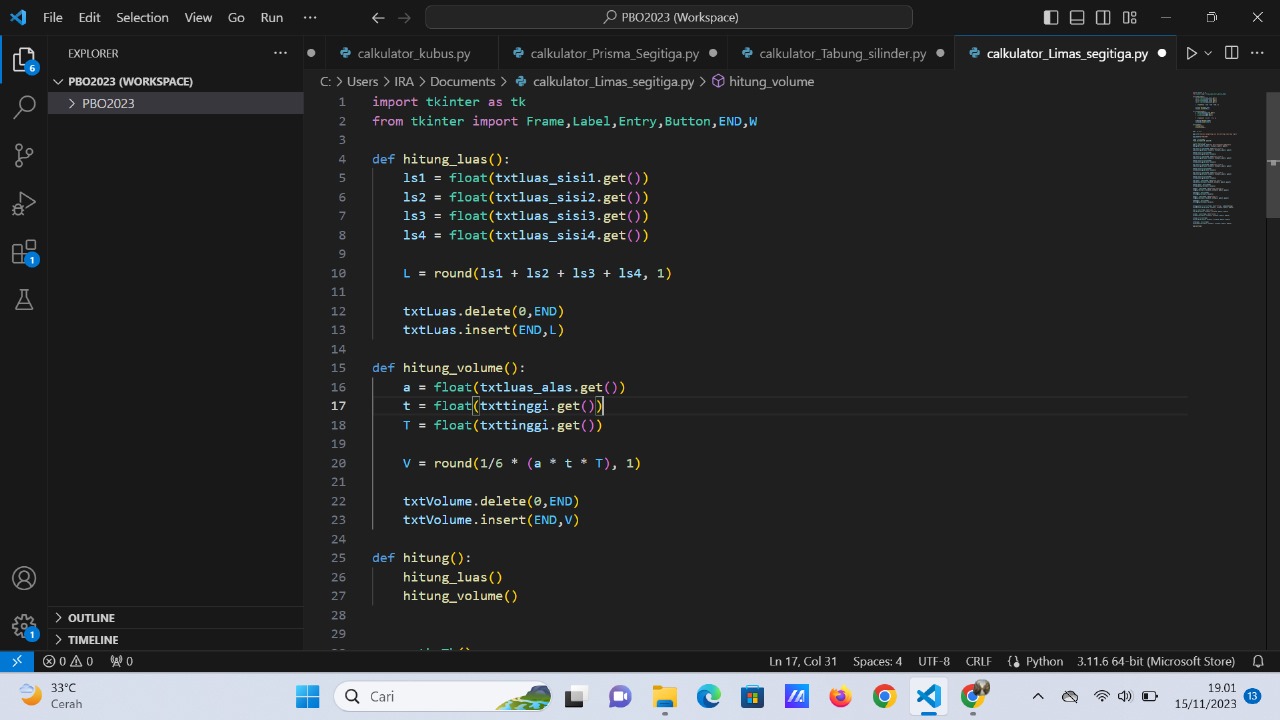 File Edit Selection View Go Run ··· PBO2023 (Workspace)
EXPLORER ···
calkulator_kubus.py calkulator_Prisma_Segitiga.py calkulator_Tabung_silinder.py calkulator_Limas_segitiga.py
PBO2023 (WORKSPACE)
PBO2023
C: > Users > IRA > Documents > calkulator_Limas_segitiga.py > hitung_volume
1 import tkinter as tk
2 from tkinter import Frame,Label,Entry,Button,END,W
3
4 def hitung_luas():
5 ls1 = float(txtluas_sisi1.get())
6 ls2 = float(txtluas_sisi2.get())
7 ls3 = float(txtluas_sisi3.get())
8 ls4 = float(txtluas_sisi4.get())
9
10 L = round(ls1 + ls2 + ls3 + ls4, 1)
11
12 txtLuas.delete(0,END)
13 txtLuas.insert(END,L)
14
15 def hitung_volume():
16 a = float(txtluas_alas.get())
17 t = float(txttinggi.get())
18 T = float(txttinggi.get())
19
20 V = round(1/6 * (a * t * T), 1)
21
22 txtVolume.delete(0,END)
23 txtVolume.insert(END,V)
24
25 def hitung():
26 hitung_luas()
27 hitung_volume()
28
29
6
1
1
OUTLINE
TIMELINE
0 0 0 Ln 17, Col 31 Spaces: 4 UTF-8 CRLF Python 3.11.6 64-bit (Microsoft Store)
33°C
Cerah
Cari
19.01
15/11/2023
13